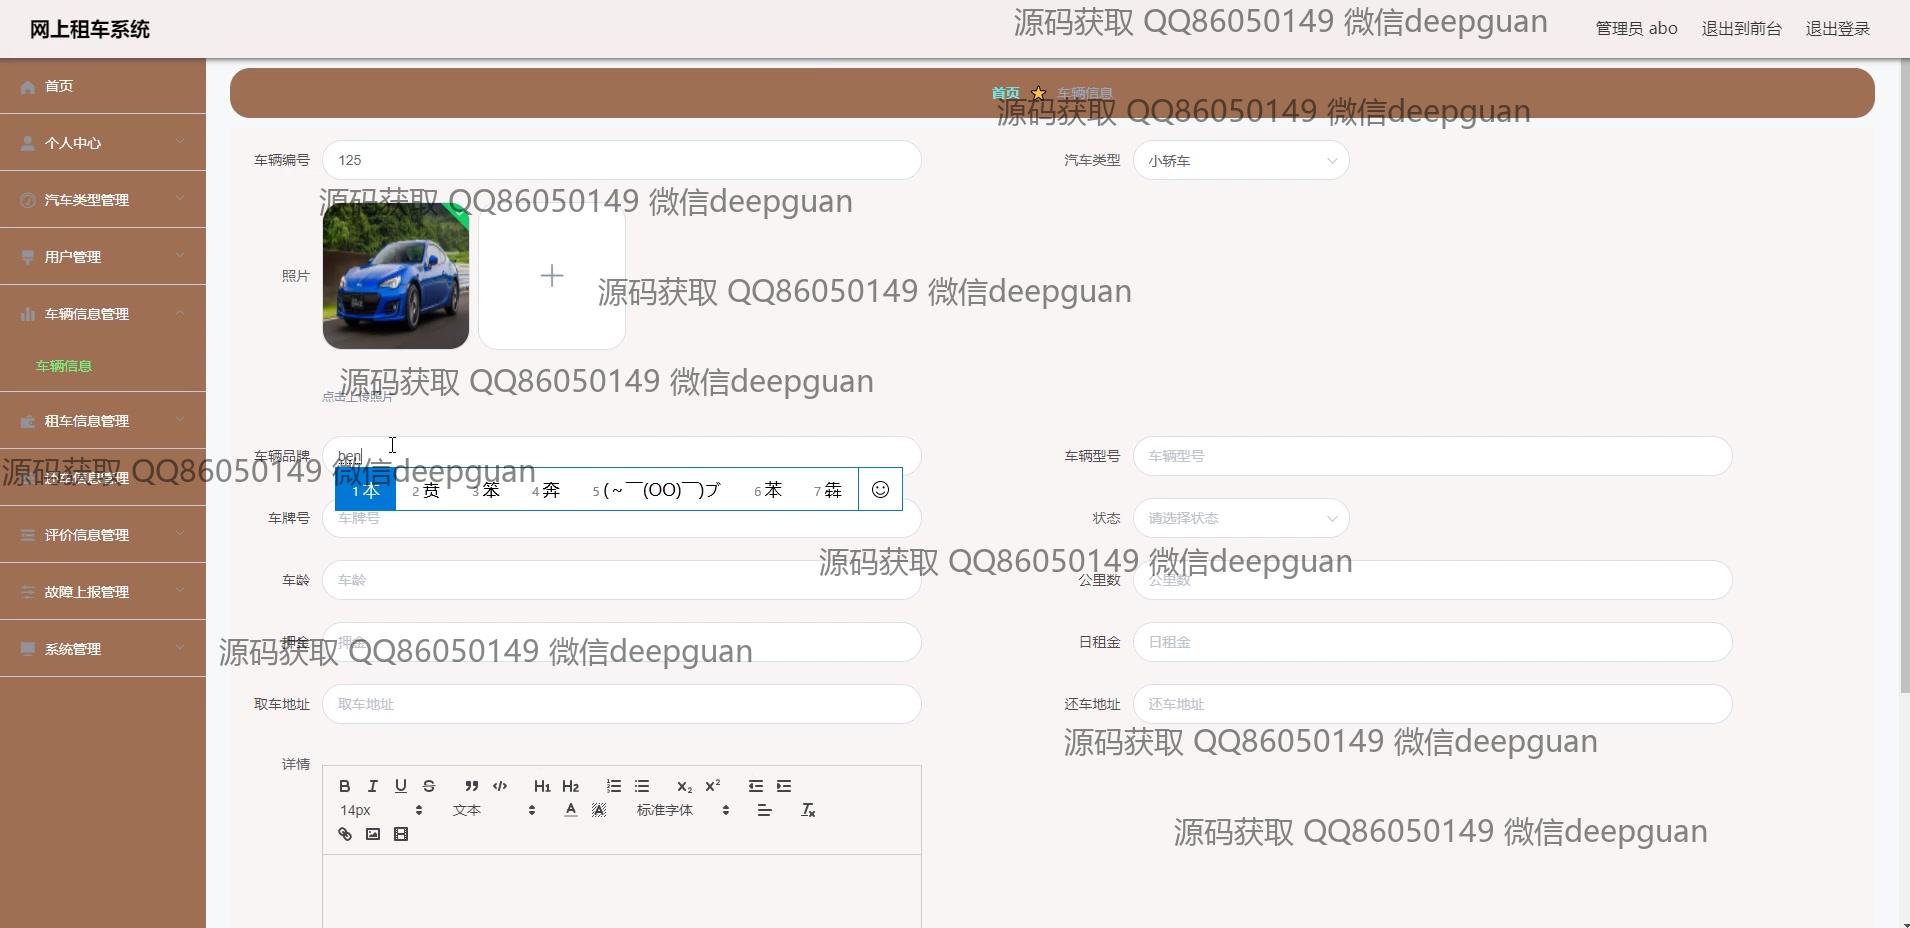 网上租车系统
源码获取 QQ86050149 微信deepguan
管理员 abo 退出到前台 退出登录
首页
首页 车辆信息
源码获取 QQ86050149 微信deepguan
个人中心
车辆编号 125 汽车类型 小轿车
汽车类型管理
源码获取 QQ86050149 微信deepguan
用户管理
照片
源码获取 QQ86050149 微信deepguan
车辆信息管理
车辆信息
源码获取 QQ86050149 微信deepguan
点击上传照片
租车信息管理
车辆品牌 ben 车辆型号 车辆型号
源码获取 QQ86050149 微信deepguan
还车信息管理
1 本 2 贲 3 笨 4 奔 5 (~￣(OO)￣)ブ 6 苯 7 犇
车牌号 车牌号 状态 请选择状态
评价信息管理
源码获取 QQ86050149 微信deepguan
车龄 车龄 公里数 公里数
故障上报管理
押金 押金 日租金 日租金
系统管理
源码获取 QQ86050149 微信deepguan
取车地址 取车地址 还车地址 还车地址
源码获取 QQ86050149 微信deepguan
详情
B I U S H1 H2 x2 x2
14px 文本 A A 标准字体 Tx
源码获取 QQ86050149 微信deepguan